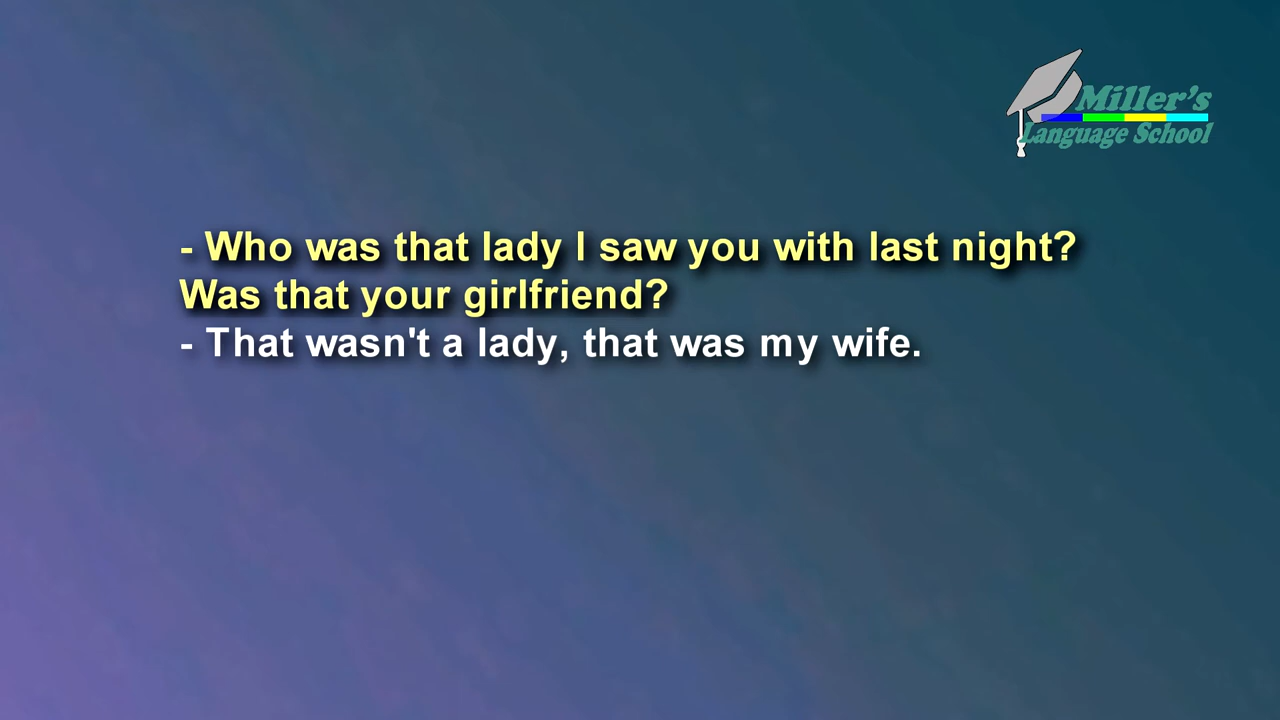 Miller's
Language School
- Who was that lady I saw you with last night?
Was that your girlfriend?
- That wasn't a lady, that was my wife.